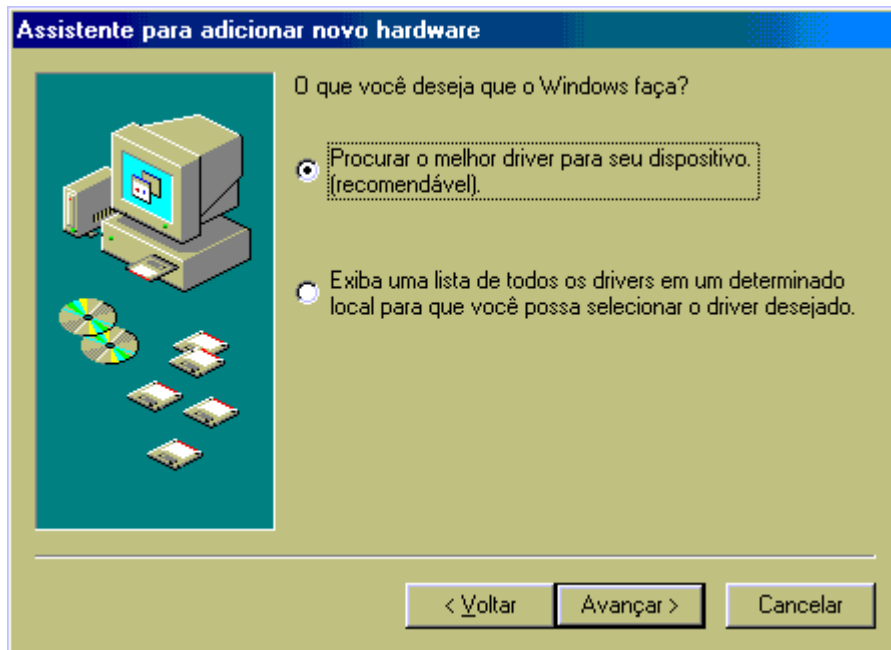 Assistente para adicionar novo hardware
O que você deseja que o Windows faça?
Procurar o melhor driver para seu dispositivo.
(recomendável).
Exiba uma lista de todos os drivers em um determinado
local para que você possa selecionar o driver desejado.
< Voltar
Avançar >
Cancelar